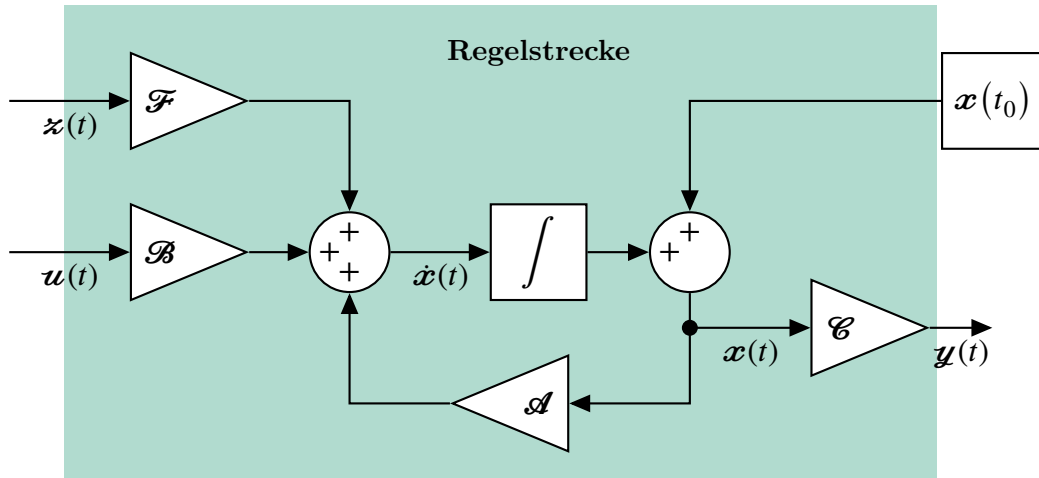 Regelstrecke
ℱ
𝔁(t₀)
𝔃(t)
ℬ
+
+
+
ẋ(t)
∫
+
+
𝓾(t)
𝒞
𝔁(t)
𝔂(t)
𝒜